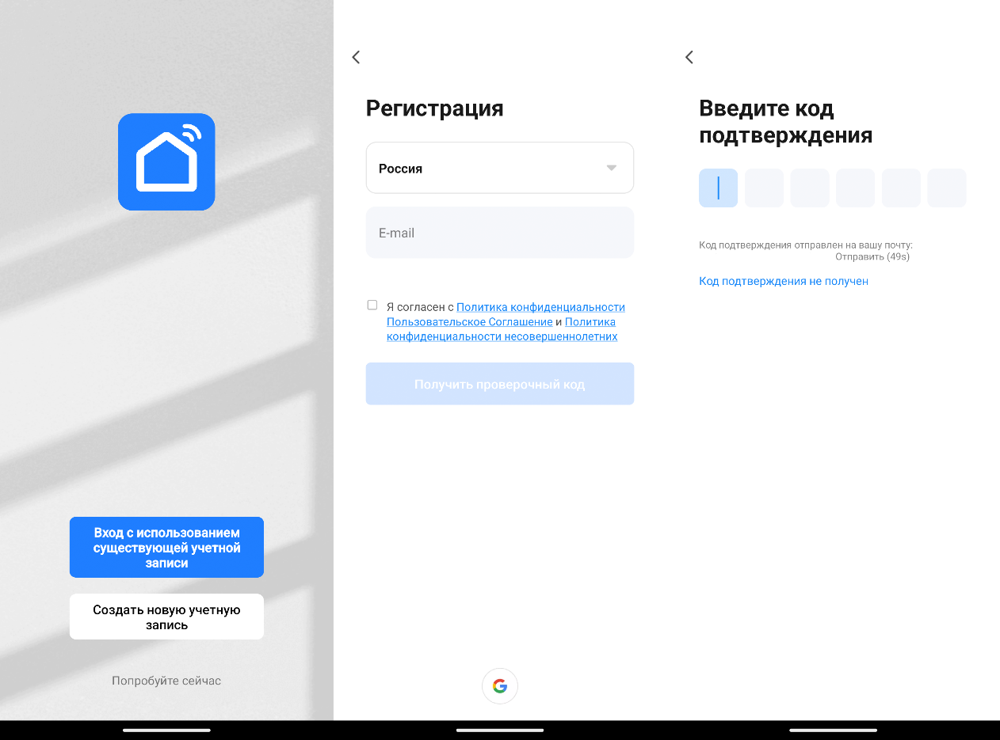 Вход с использованием
существующей учетной
записи
Создать новую учетную
запись
Попробуйте сейчас
Регистрация
Россия
E-mail
Я согласен с Политика конфиденциальности
Пользовательское Соглашение и Политика
конфиденциальности несовершеннолетних
Получить проверочный код
Введите код
подтверждения
Код подтверждения отправлен на вашу почту:
Отправить (49s)
Код подтверждения не получен